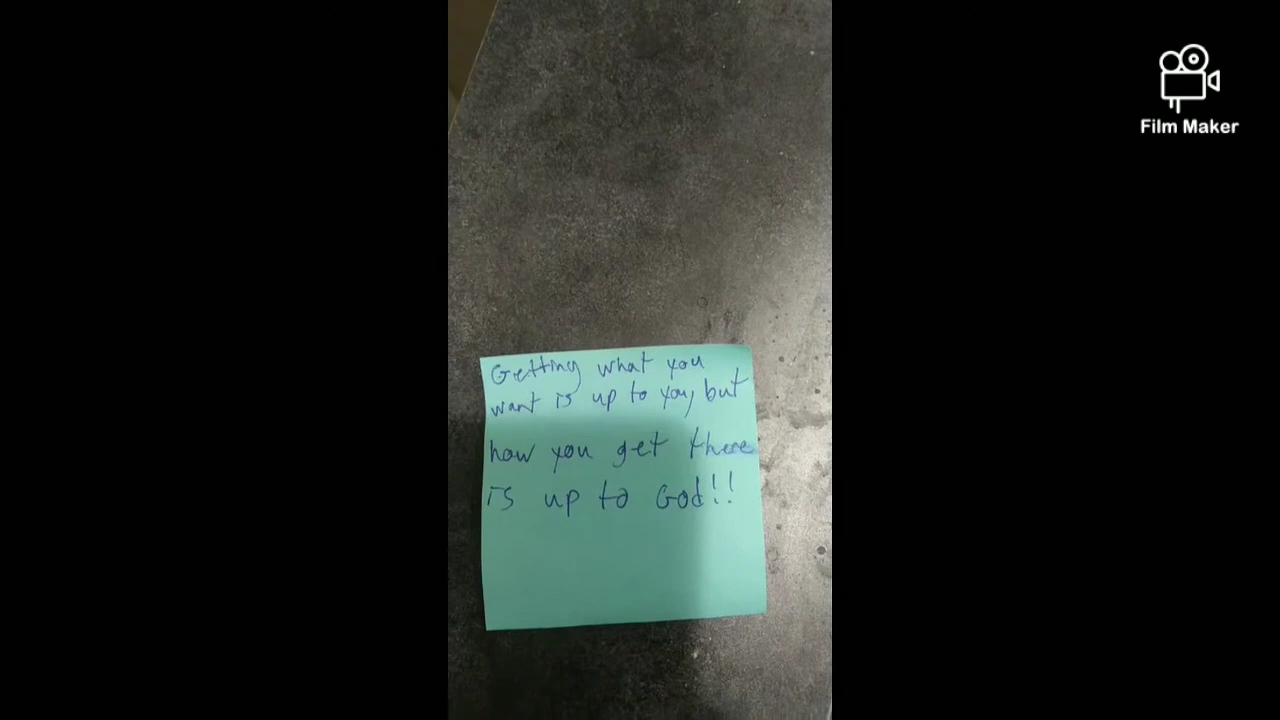 Film Maker
Getting what you
want is up to you, but
how you get there
is up to God!!